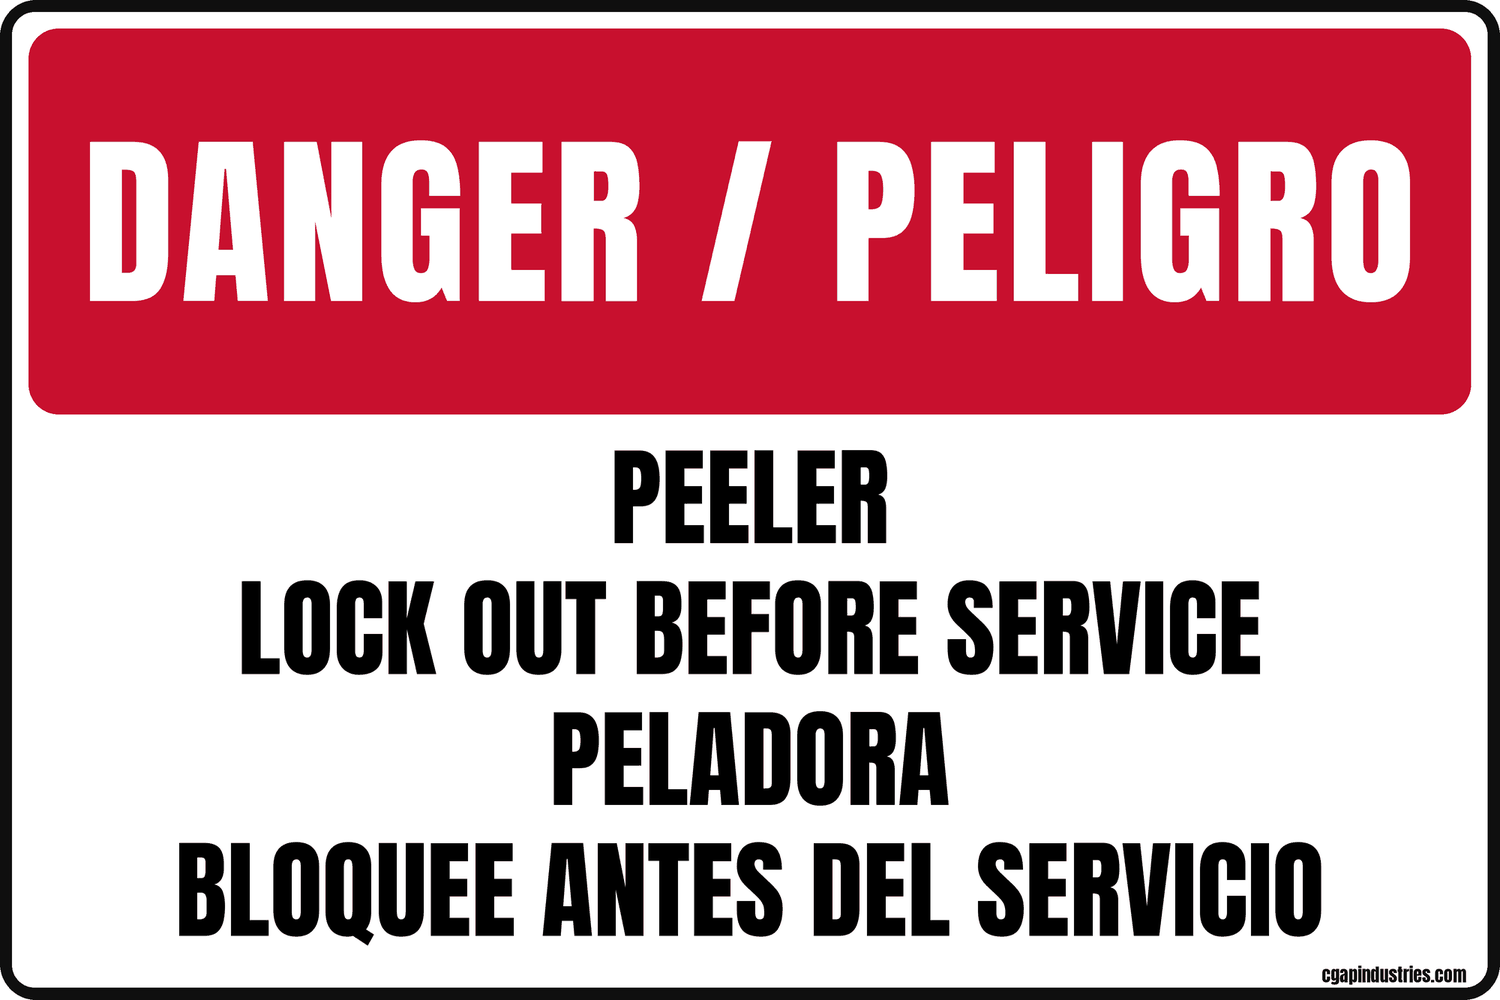 DANGER / PELIGRO
PEELER
LOCK OUT BEFORE SERVICE
PELADORA
BLOQUEE ANTES DEL SERVICIO
cgapindustries.com